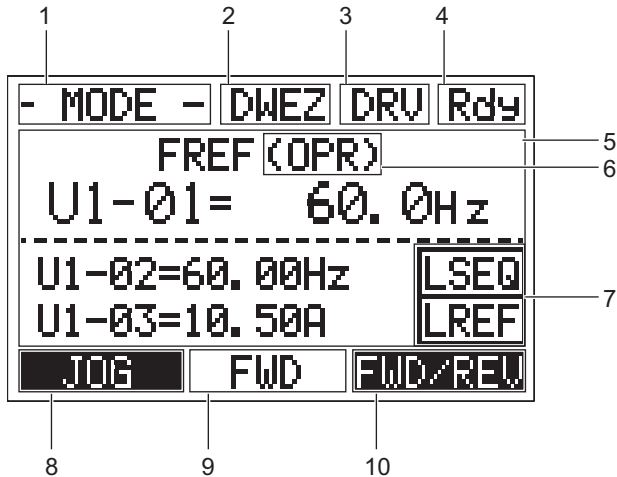 1 2 3 4
- MODE - DWEZ DRV Rdy
5
FREF (OPR)
6
U1-01= 60.0Hz
U1-02=60.00Hz LSEQ
7
U1-03=10.50A LREF
JOG FWD FWD/REV
8 9 10